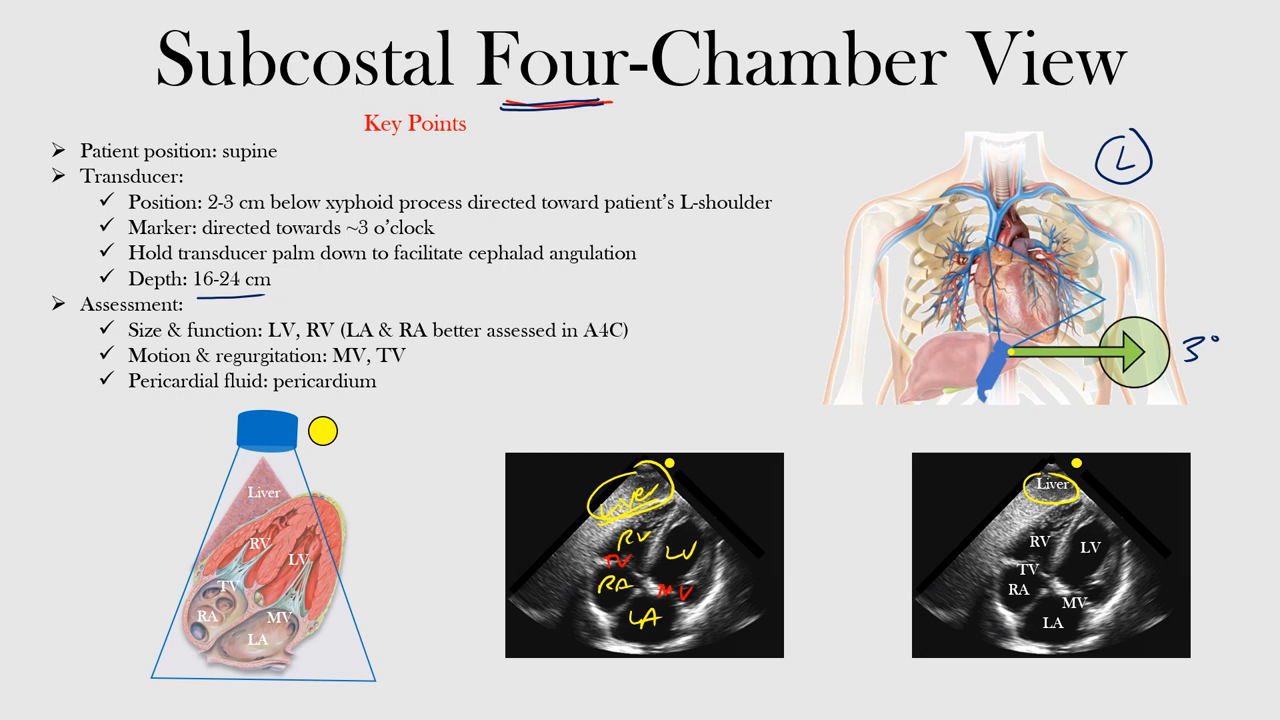 Subcostal Four-Chamber View
Key Points
➢ Patient position: supine
➢ Transducer:
✓ Position: 2-3 cm below xyphoid process directed toward patient's L-shoulder
✓ Marker: directed towards ~3 o'clock
✓ Hold transducer palm down to facilitate cephalad angulation
✓ Depth: 16-24 cm
➢ Assessment:
✓ Size & function: LV, RV (LA & RA better assessed in A4C)
✓ Motion & regurgitation: MV, TV
✓ Pericardial fluid: pericardium
L
3°
Liver
RV
LV
TV
RA
MV
LA
Liver
RV
LV
TV
RA
MV
LA
Liver
RV
LV
TV
RA
MV
LA